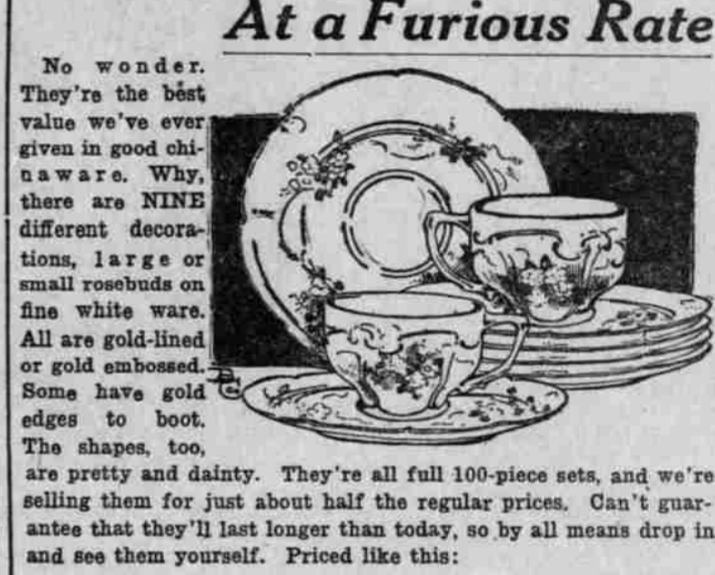 At a Furious Rate
No wonder.
They're the best
value we've ever
given in good chi-
naware. Why,
there are NINE
different decora-
tions, large or
small rosebuds on
fine white ware.
All are gold-lined
or gold embossed.
Some have gold
edges to boot.
The shapes, too,
are pretty and dainty. They're all full 100-piece sets, and we're
selling them for just about half the regular prices. Can't guar-
antee that they'll last longer than today, so by all means drop in
and see them yourself. Priced like this: